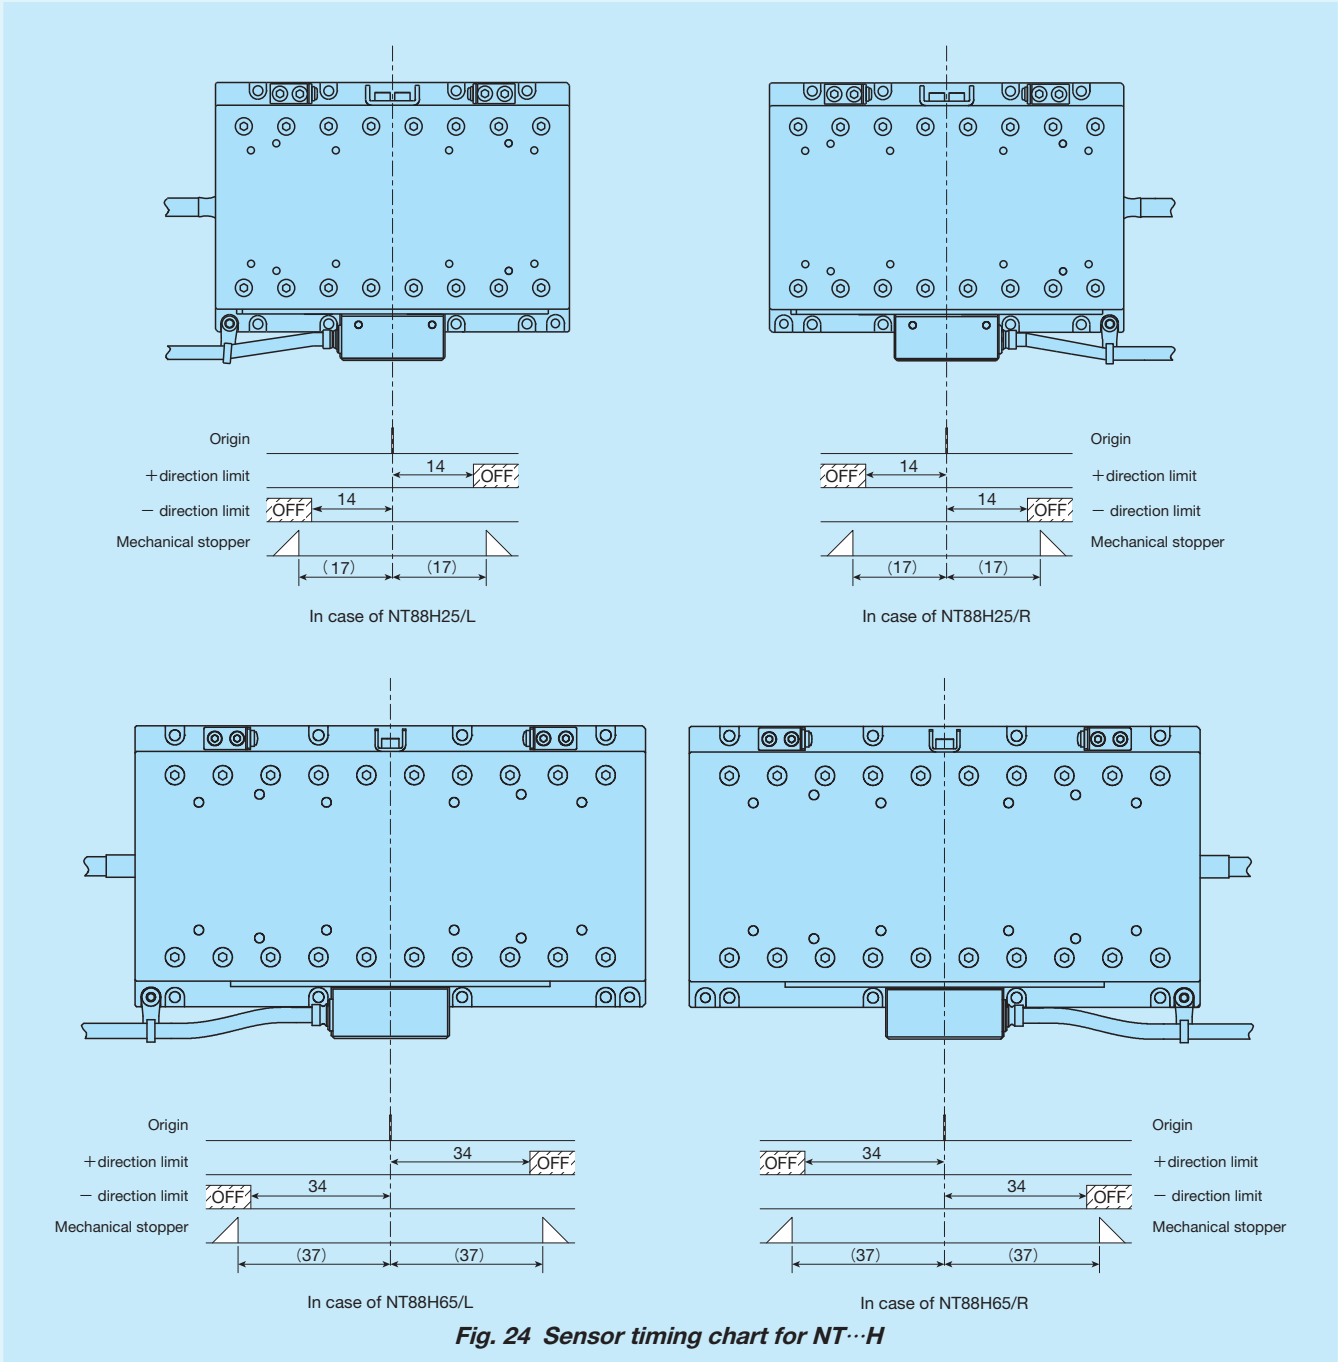 Origin
+direction limit
14
OFF
− direction limit
OFF
14
Mechanical stopper
(17)
(17)
In case of NT88H25/L
Origin
OFF
14
+direction limit
14
OFF
− direction limit
Mechanical stopper
(17)
(17)
In case of NT88H25/R
Origin
+direction limit
34
OFF
− direction limit
OFF
34
Mechanical stopper
(37)
(37)
In case of NT88H65/L
Origin
OFF
34
+direction limit
34
OFF
− direction limit
Mechanical stopper
(37)
(37)
In case of NT88H65/R
Fig. 24 Sensor timing chart for NT…H